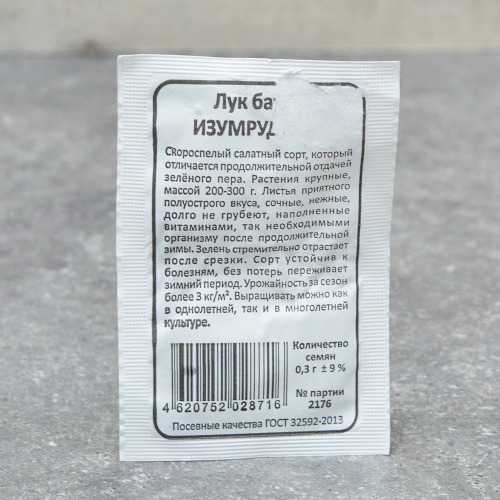 Лук ба
ИЗУМРУД
Скороспелый салатный сорт, который
отличается продолжительной отдачей
зелёного пера. Растения крупные,
массой 200-300 г. Листья приятного
полуострого вкуса, сочные, нежные,
долго не грубеют, наполненные
витаминами, так необходимыми
организму после продолжительной
зимы. Зелень стремительно отрастает
после срезки. Сорт устойчив к
болезням, без потерь переживает
зимний период. Урожайность за сезон
более 3 кг/м². Выращивать можно как
в однолетней, так и в многолетней
культуре.
Количество
семян
0,3 г ± 9 %
№ партии
2176
4 620752 028716
Посевные качества ГОСТ 32592-2013